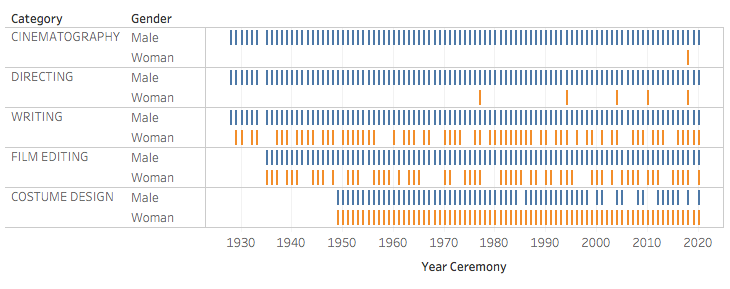 Category Gender
CINEMATOGRAPHY Male
Woman
DIRECTING Male
Woman
WRITING Male
Woman
FILM EDITING Male
Woman
COSTUME DESIGN Male
Woman
1930 1940 1950 1960 1970 1980 1990 2000 2010 2020
Year Ceremony